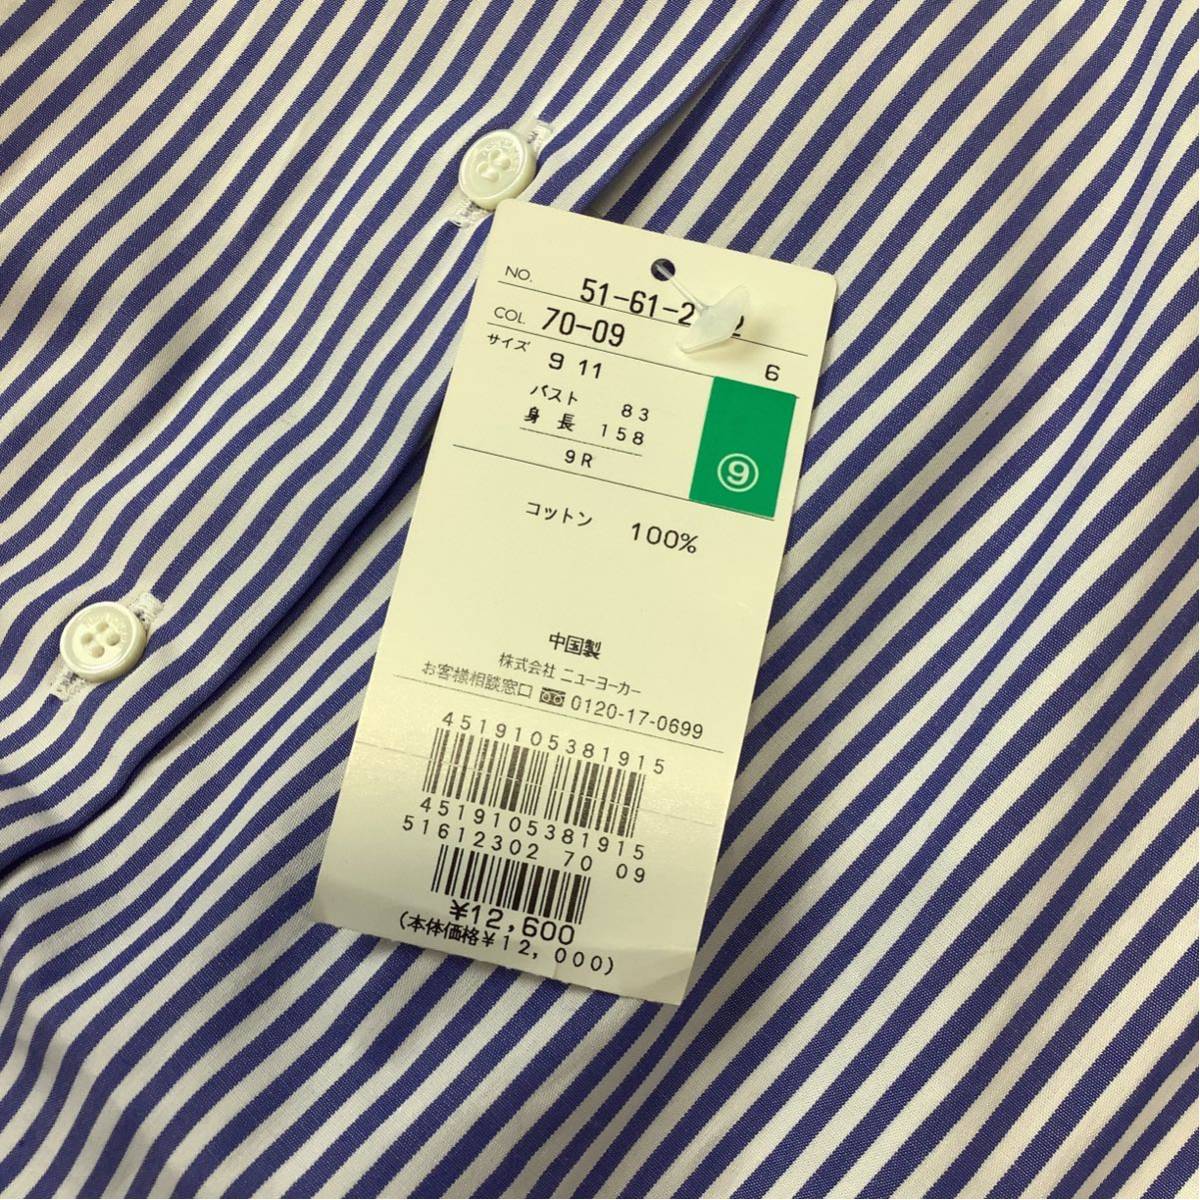 NO. 51-61-2 2
COL. 70-09
サイズ 9 11 6
バスト 83
身長 158
9R
⑨
コットン 100%
中国製
株式会社 ニューヨーカー
お客様相談窓口 0120-17-0699
4519105381915
4519105381915
51612302 70 09
¥12,600
(本体価格¥12,000)